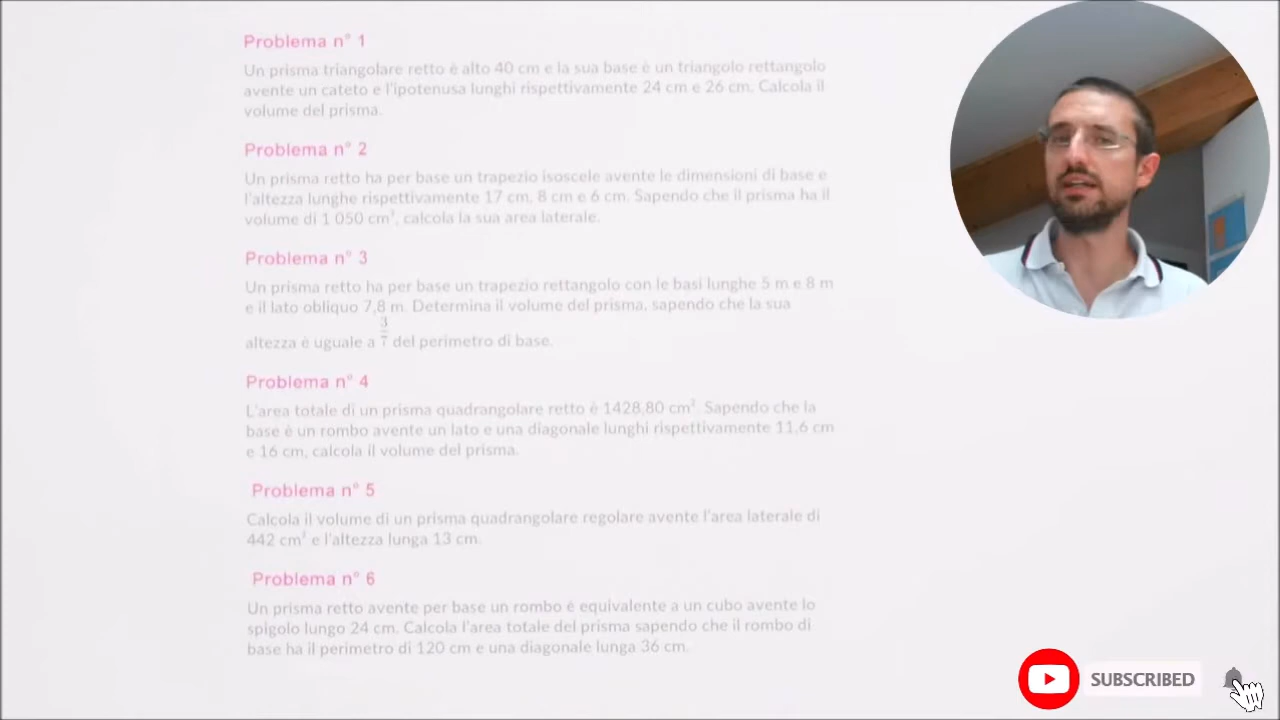 Problema n° 1
Un prisma triangolare retto è alto 40 cm e la sua base è un triangolo rettangolo
avente un cateto e l'ipotenusa lunghi rispettivamente 24 cm e 26 cm. Calcola il
volume del prisma.
Problema n° 2
Un prisma retto ha per base un trapezio isoscele avente le dimensioni di base e
l'altezza lunghe rispettivamente 17 cm, 8 cm e 6 cm. Sapendo che il prisma ha il
volume di 1 050 cm³, calcola la sua area laterale.
Problema n° 3
Un prisma retto ha per base un trapezio rettangolo con le basi lunghe 5 m e 8 m
e il lato obliquo 7,8 m. Determina il volume del prisma, sapendo che la sua
altezza è uguale a 3/7 del perimetro di base.
Problema n° 4
L'area totale di un prisma quadrangolare retto è 1428,80 cm². Sapendo che la
base è un rombo avente un lato e una diagonale lunghi rispettivamente 11,6 cm
e 16 cm, calcola il volume del prisma.
Problema n° 5
Calcola il volume di un prisma quadrangolare regolare avente l'area laterale di
442 cm² e l'altezza lunga 13 cm.
Problema n° 6
Un prisma retto avente per base un rombo è equivalente a un cubo avente lo
spigolo lungo 24 cm. Calcola l'area totale del prisma sapendo che il rombo di
base ha il perimetro di 120 cm e una diagonale lunga 36 cm.
SUBSCRIBED